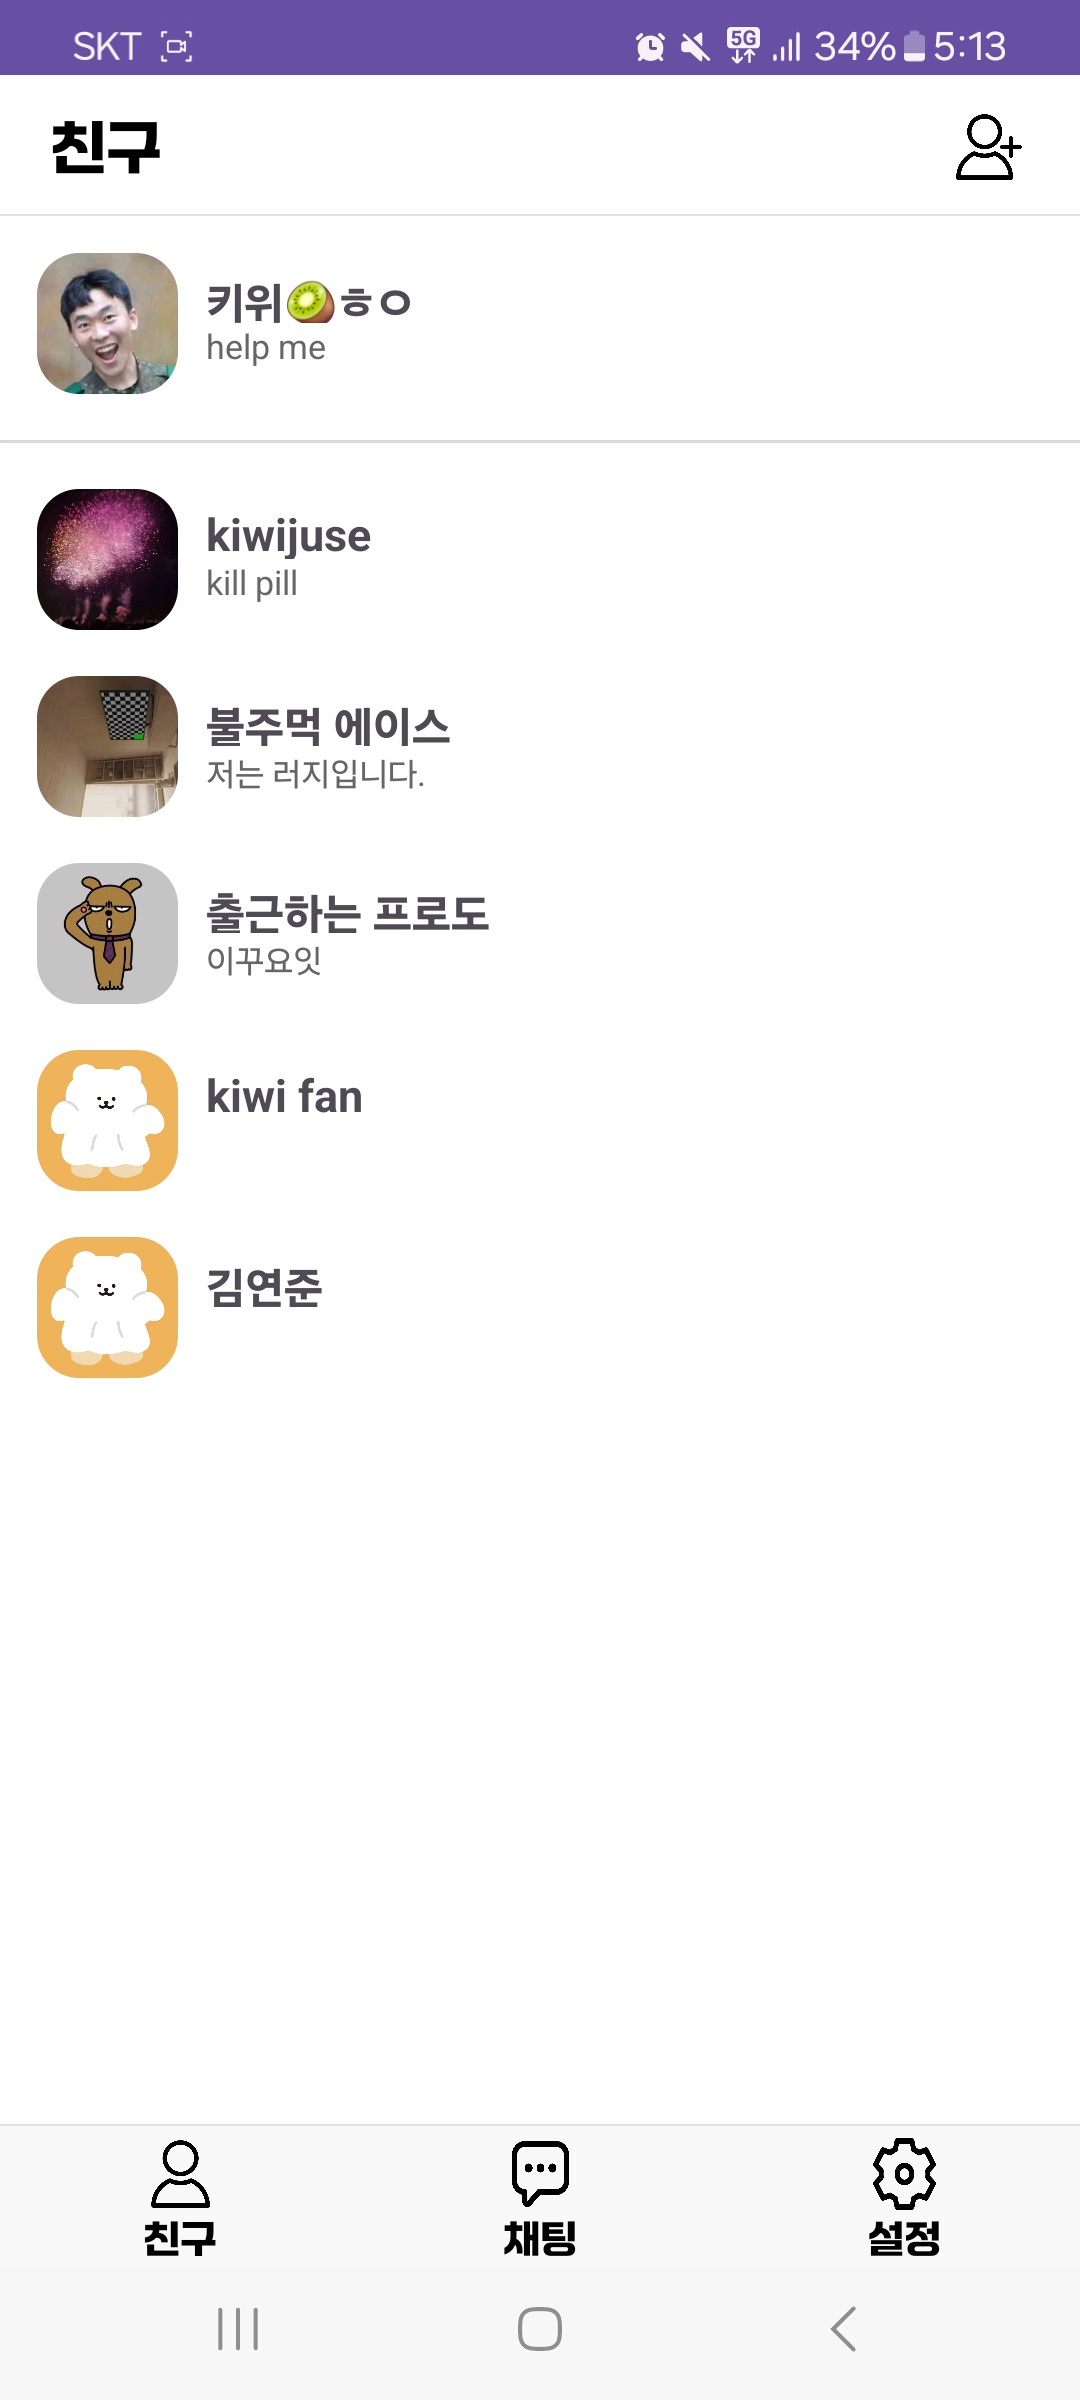 SKT 5G 34% 5:13
친구
키위🥝ㅎㅇ
help me
kiwijuse
kill pill
불주먹 에이스
저는 러지입니다.
출근하는 프로도
이꾸요잇
kiwi fan
김연준
친구 채팅 설정